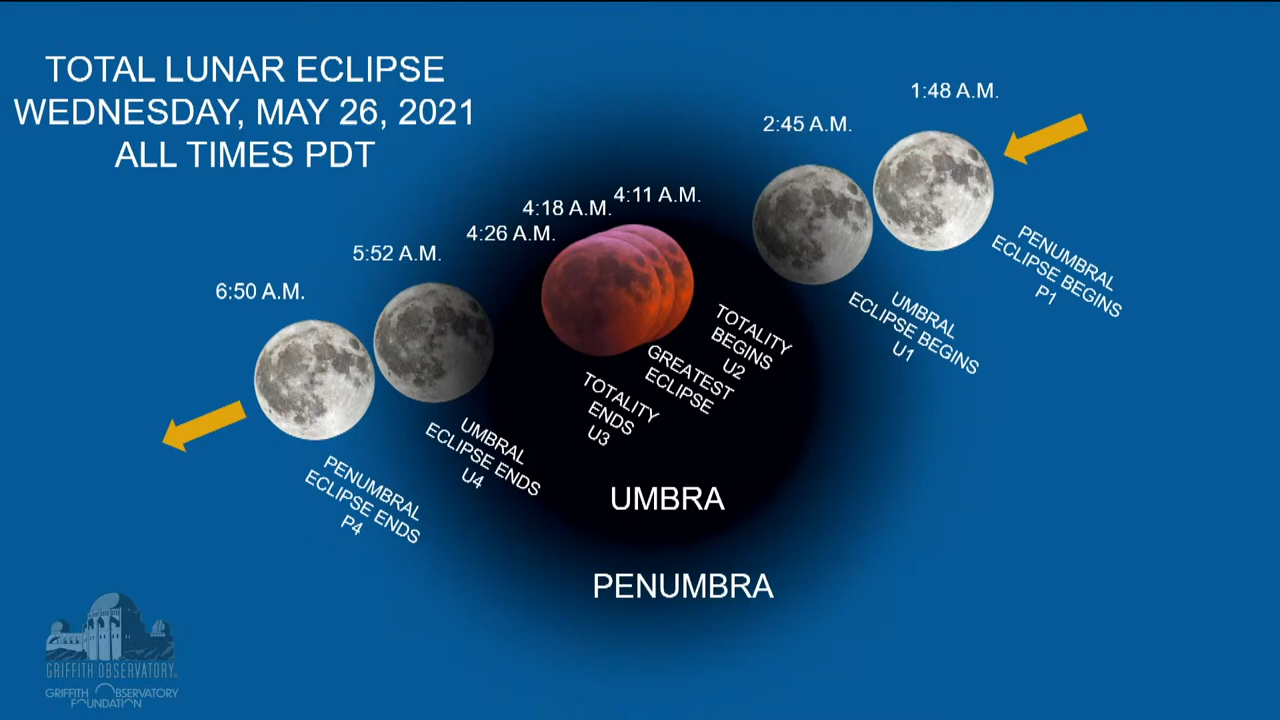 TOTAL LUNAR ECLIPSE
WEDNESDAY, MAY 26, 2021
ALL TIMES PDT
1:48 A.M.
2:45 A.M.
4:11 A.M.
4:18 A.M.
4:26 A.M.
5:52 A.M.
6:50 A.M.
PENUMBRAL
ECLIPSE BEGINS
P1
UMBRAL
ECLIPSE BEGINS
U1
TOTALITY
BEGINS
U2
GREATEST
ECLIPSE
TOTALITY
ENDS
U3
UMBRAL
ECLIPSE ENDS
U4
PENUMBRAL
ECLIPSE ENDS
P4
UMBRA
PENUMBRA
GRIFFITH OBSERVATORY
GRIFFITH OBSERVATORY
FOUNDATION